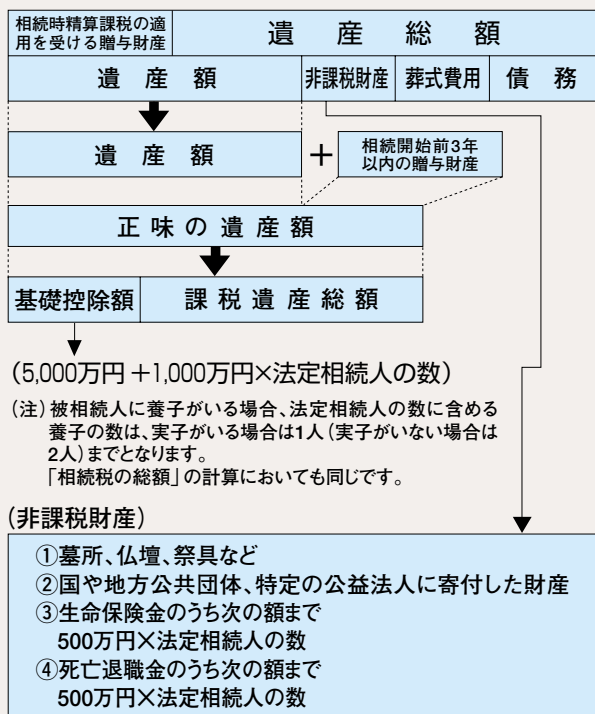 相続時精算課税の適
用を受ける贈与財産
遺産総額
遺産額
非課税財産
葬式費用
債務
遺産額
＋
相続開始前3年
以内の贈与財産
正味の遺産額
基礎控除額
課税遺産総額
(5,000万円+1,000万円×法定相続人の数)
(注)被相続人に養子がいる場合、法定相続人の数に含める
養子の数は、実子がいる場合は1人(実子がいない場合は
2人)までとなります。
「相続税の総額」の計算においても同じです。
(非課税財産)
①墓所、仏壇、祭具など
②国や地方公共団体、特定の公益法人に寄付した財産
③生命保険金のうち次の額まで
500万円×法定相続人の数
④死亡退職金のうち次の額まで
500万円×法定相続人の数